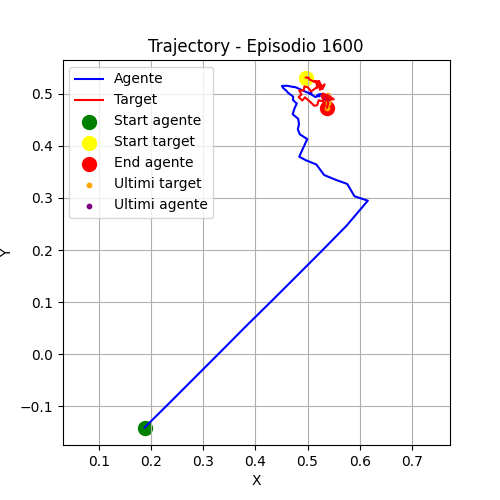 Trajectory - Episodio 1600
Agente
Target
Start agente
Start target
End agente
Ultimi target
Ultimi agente
0.5
0.4
0.3
0.2
0.1
0.0
−0.1
Y
0.1 0.2 0.3 0.4 0.5 0.6 0.7
X